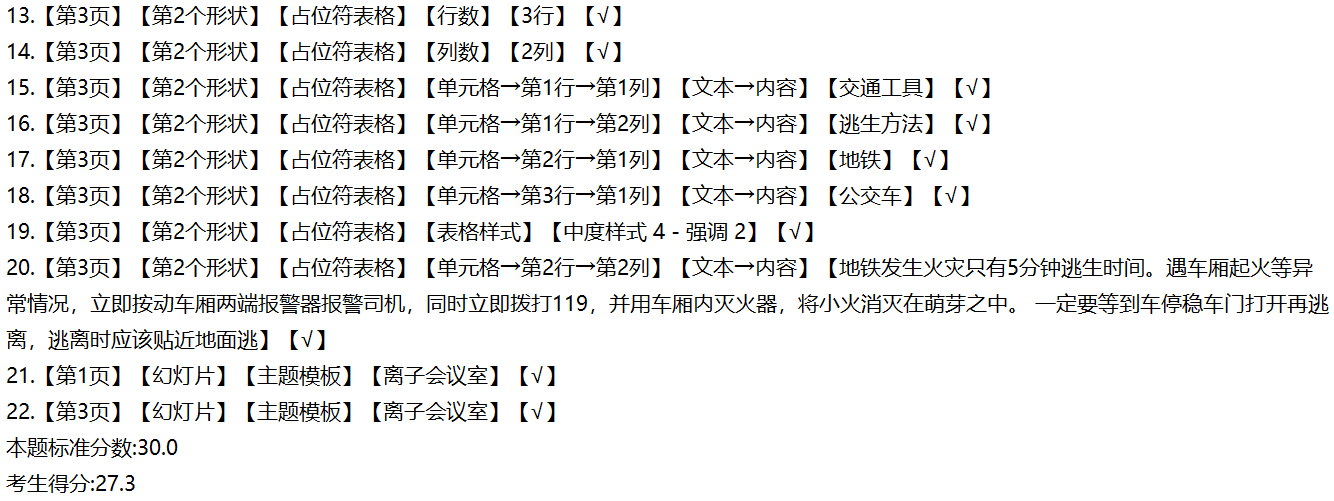 13.【第3页】【第2个形状】【占位符表格】【行数】【3行】【√】
14.【第3页】【第2个形状】【占位符表格】【列数】【2列】【√】
15.【第3页】【第2个形状】【占位符表格】【单元格→第1行→第1列】【文本→内容】【交通工具】【√】
16.【第3页】【第2个形状】【占位符表格】【单元格→第1行→第2列】【文本→内容】【逃生方法】【√】
17.【第3页】【第2个形状】【占位符表格】【单元格→第2行→第1列】【文本→内容】【地铁】【√】
18.【第3页】【第2个形状】【占位符表格】【单元格→第3行→第1列】【文本→内容】【公交车】【√】
19.【第3页】【第2个形状】【占位符表格】【表格样式】【中度样式 4 - 强调 2】【√】
20.【第3页】【第2个形状】【占位符表格】【单元格→第2行→第2列】【文本→内容】【地铁发生火灾只有5分钟逃生时间。遇车厢起火等异
常情况，立即按动车厢两端报警器报警司机，同时立即拨打119，并用车厢内灭火器，将小火消灭在萌芽之中。 一定要等到车停稳车门打开再逃
离，逃离时应该贴近地面逃】【√】
21.【第1页】【幻灯片】【主题模板】【离子会议室】【√】
22.【第3页】【幻灯片】【主题模板】【离子会议室】【√】
本题标准分数:30.0
考生得分:27.3